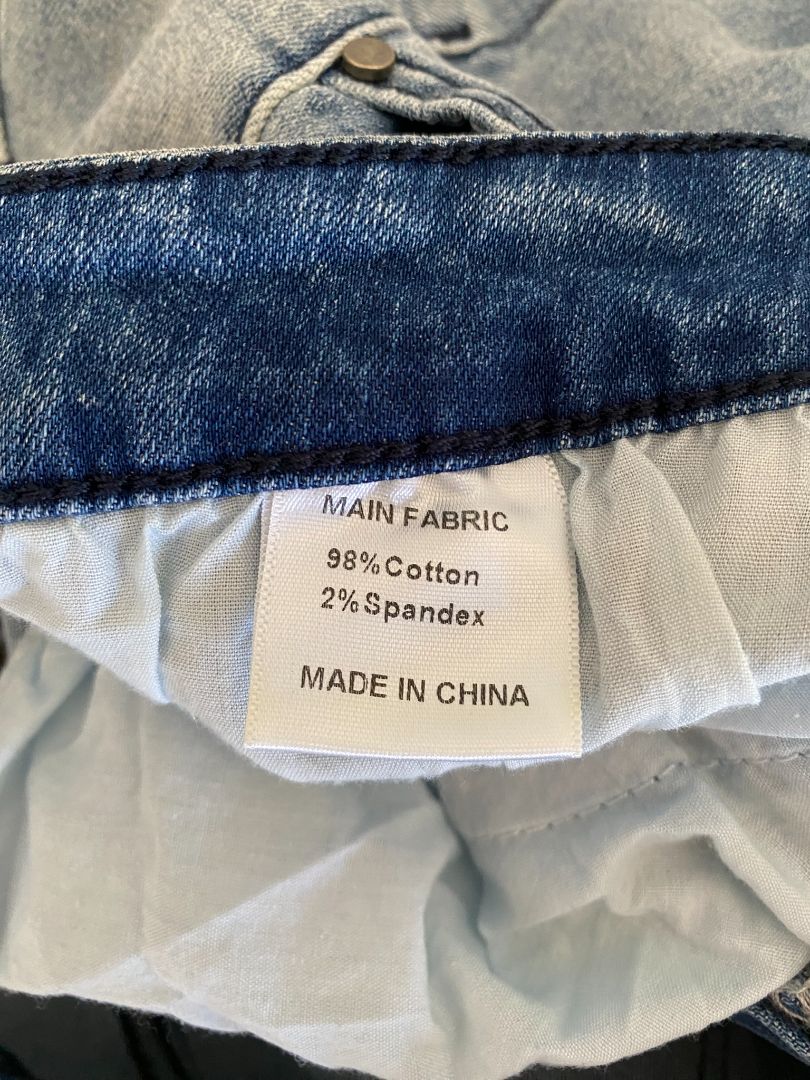 MAIN FABRIC
98%Cotton
2%Spandex
MADE IN CHINA